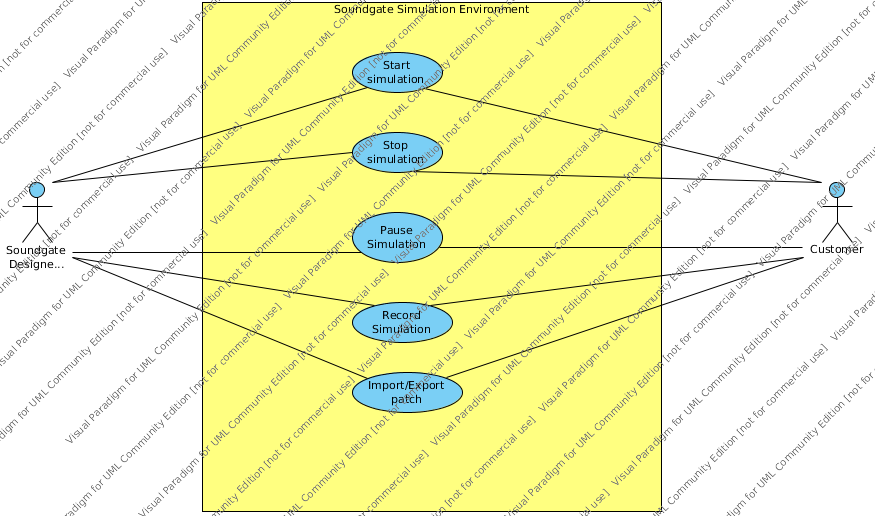 Soundgate Simulation Environment
Start
simulation
Stop
simulation
Pause
Simulation
Soundgate
Designe...
Customer
Record
Simulation
Import/Export
patch
Visual Paradigm for UML Community Edition [not for commercial use]